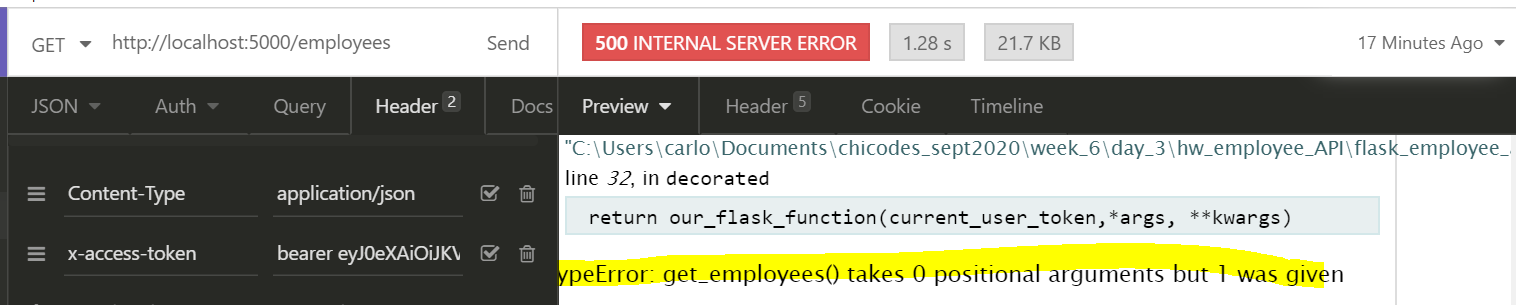 GET http://localhost:5000/employees Send 500 INTERNAL SERVER ERROR 1.28 s 21.7 KB 17 Minutes Ago
JSON Auth Query Header 2 Docs Preview Header 5 Cookie Timeline
"C:\Users\carlo\Documents\chicodes_sept2020\week_6\day_3\hw_employee_API\flask_employee_
line 32, in decorated
Content-Type application/json
return our_flask_function(current_user_token,*args, **kwargs)
x-access-token bearer eyJ0eXAiOiJKV
ypeError: get_employees() takes 0 positional arguments but 1 was given